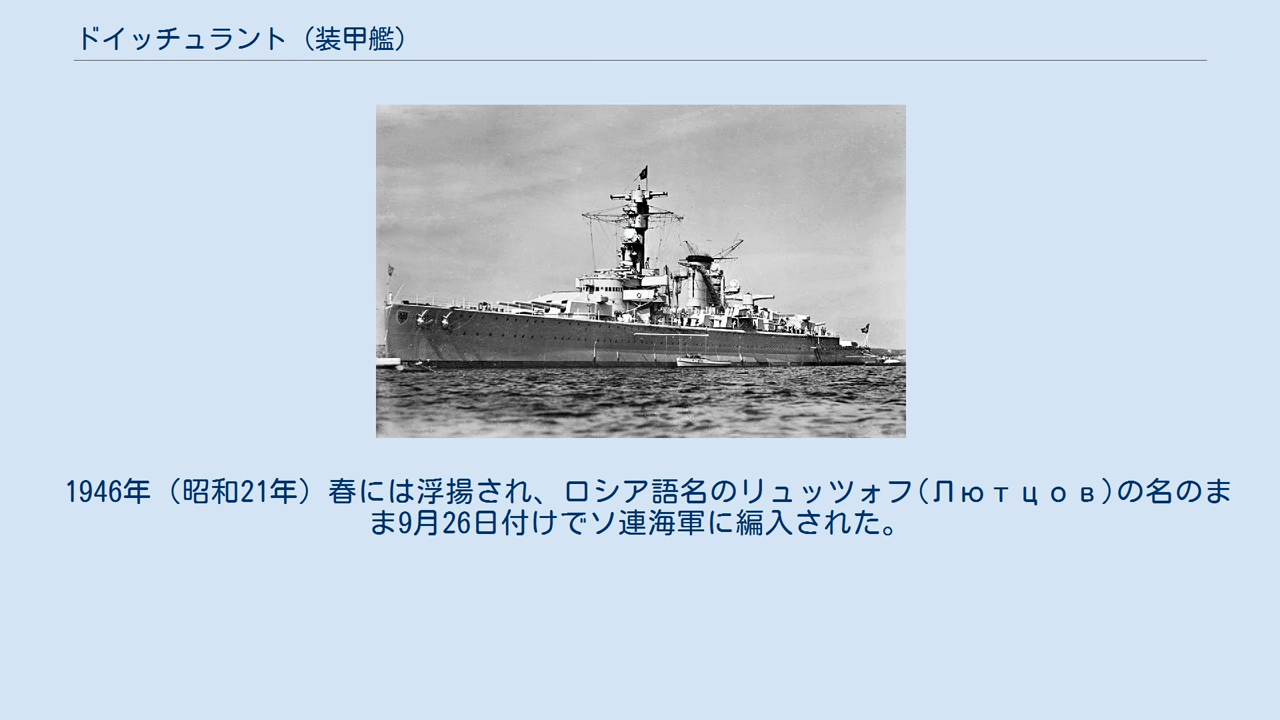 ドイッチュラント（装甲艦）
1946年（昭和21年）春には浮揚され、ロシア語名のリュッツォフ(Лютцов)の名のま
ま9月26日付けでソ連海軍に編入された。